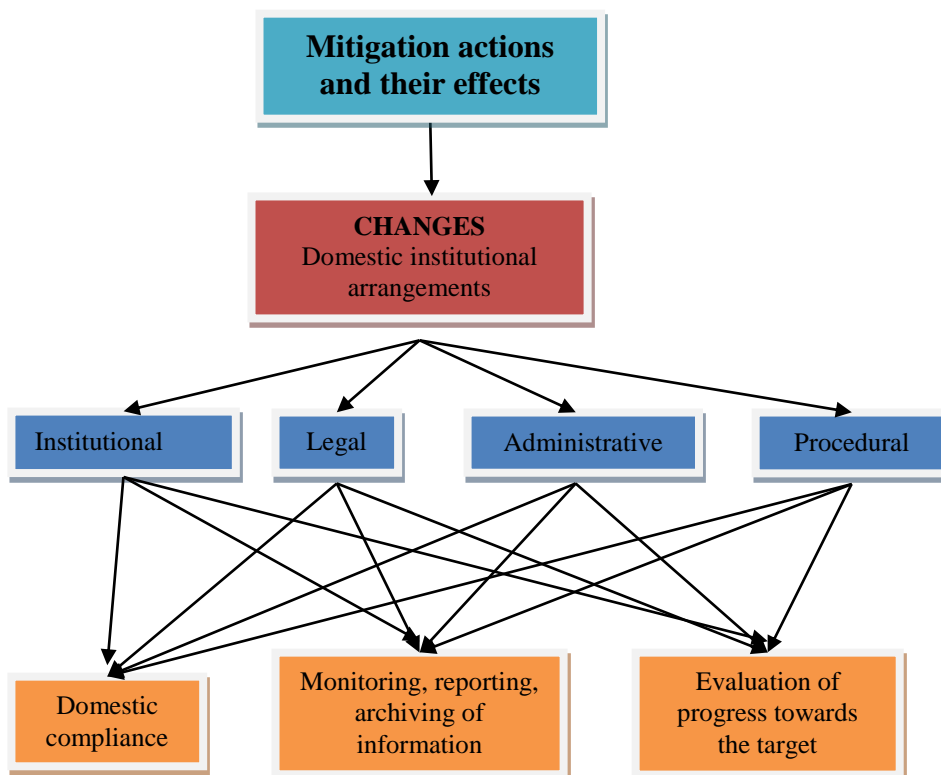 Mitigation actions
and their effects
CHANGES
Domestic institutional
arrangements
Institutional
Legal
Administrative
Procedural
Domestic
compliance
Monitoring, reporting,
archiving of
information
Evaluation of
progress towards
the target